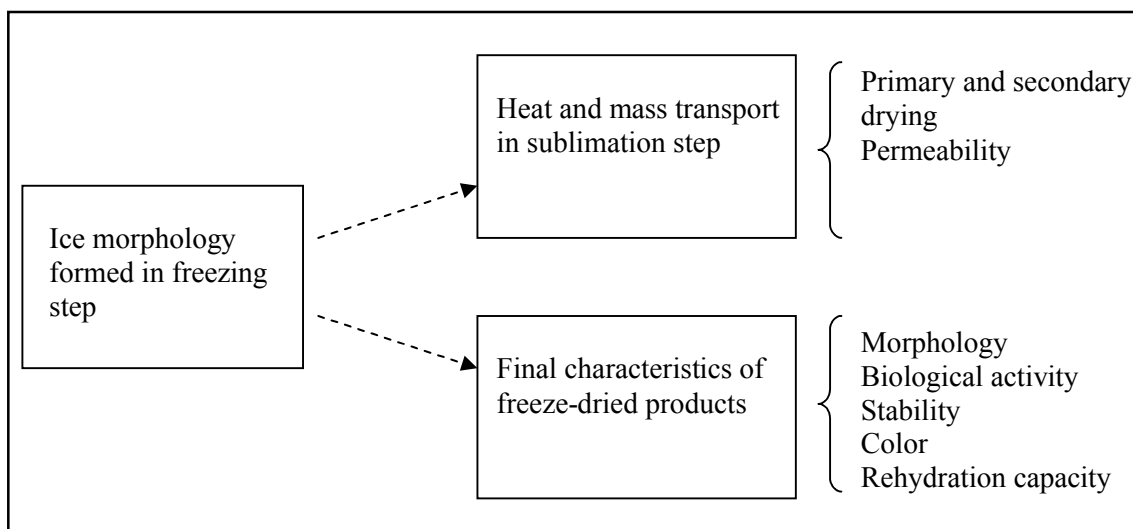 Ice morphology
formed in freezing
step
Heat and mass transport
in sublimation step
Primary and secondary
drying
Permeability
Final characteristics of
freeze-dried products
Morphology
Biological activity
Stability
Color
Rehydration capacity